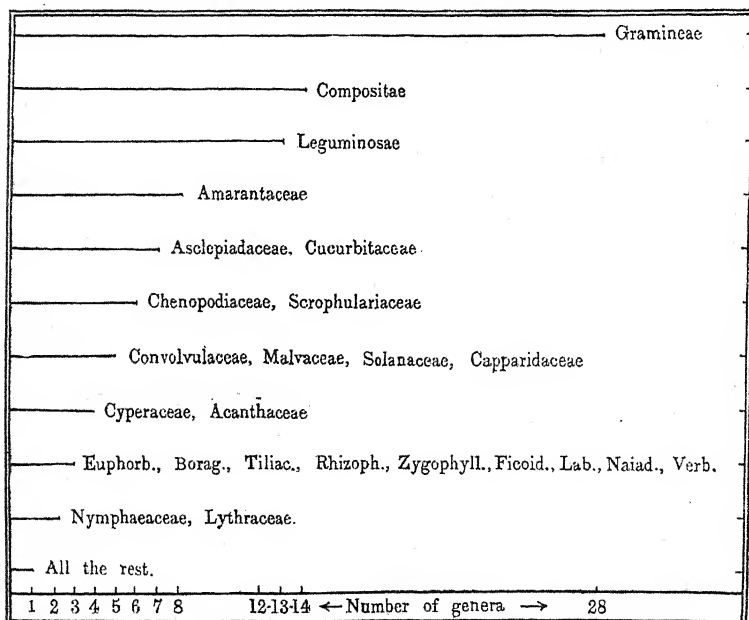 Gramineae
Compositae
Leguminosae
Amarantaceae
Asclepiadaceae. Cucurbitaceae
Chenopodiaceae, Scrophulariaceae
Convolvulaceae, Malvaceae, Solanaceae, Capparidaceae
Cyperaceae, Acanthaceae
Euphorb., Borag., Tiliac., Rhizoph., Zygophyll., Ficoid., Lab., Naiad., Verb.
Nymphaeaceae, Lythraceae.
All the rest.
1 2 3 4 5 6 7 8 12-13-14 ←Number of genera → 28